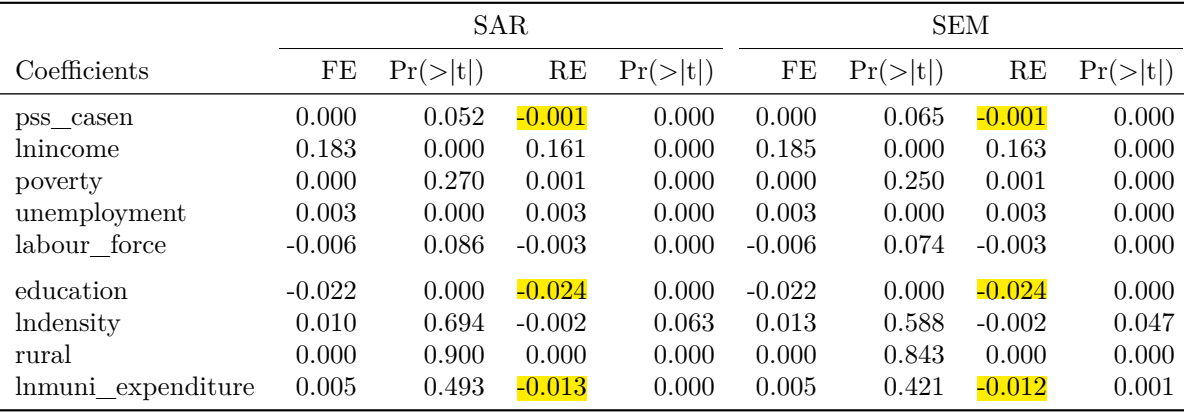 SAR SEM
Coefficients FE Pr(>|t|) RE Pr(>|t|) FE Pr(>|t|) RE Pr(>|t|)
pss_casen 0.000 0.052 -0.001 0.000 0.000 0.065 -0.001 0.000
lnincome 0.183 0.000 0.161 0.000 0.185 0.000 0.163 0.000
poverty 0.000 0.270 0.001 0.000 0.000 0.250 0.001 0.000
unemployment 0.003 0.000 0.003 0.000 0.003 0.000 0.003 0.000
labour_force -0.006 0.086 -0.003 0.000 -0.006 0.074 -0.003 0.000
education -0.022 0.000 -0.024 0.000 -0.022 0.000 -0.024 0.000
lndensity 0.010 0.694 -0.002 0.063 0.013 0.588 -0.002 0.047
rural 0.000 0.900 0.000 0.000 0.000 0.843 0.000 0.000
lnmuni_expenditure 0.005 0.493 -0.013 0.000 0.005 0.421 -0.012 0.001